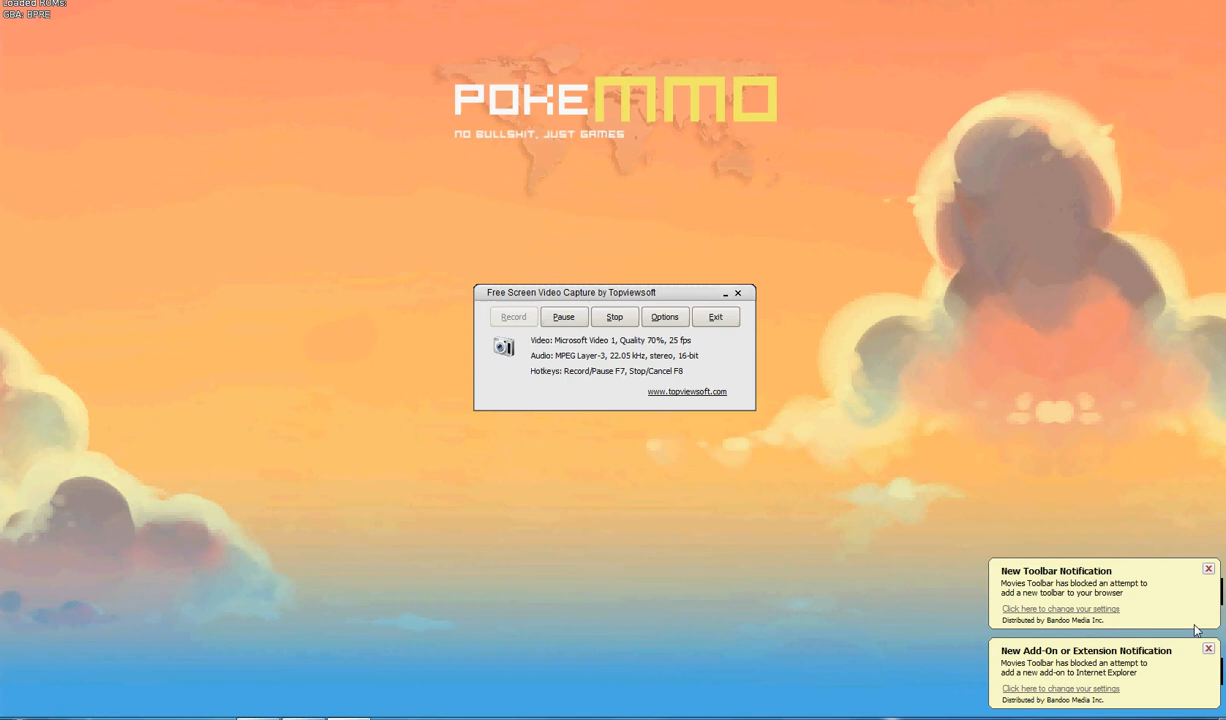 Loaded ROMs:
GBA: BPRE
POKEMMO
NO BULLSHIT, JUST GAMES
Free Screen Video Capture by Topviewsoft
Record Pause Stop Options Exit
Video: Microsoft Video 1, Quality 70%, 25 fps
Audio: MPEG Layer-3, 22.05 kHz, stereo, 16-bit
Hotkeys: Record/Pause F7, Stop/Cancel F8
www.topviewsoft.com
New Toolbar Notification
Movies Toolbar has blocked an attempt to
add a new toolbar to your browser
Click here to change your settings
Distributed by Bandoo Media Inc.
New Add-On or Extension Notification
Movies Toolbar has blocked an attempt to
add a new add-on to Internet Explorer
Click here to change your settings
Distributed by Bandoo Media Inc.